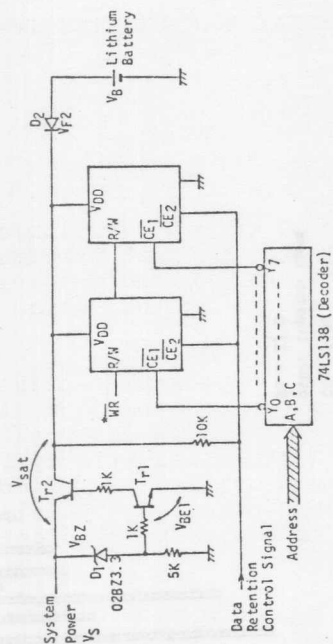 System
Power
VS
Vsat
Tr2
VBZ
D1
02BZ3.3
1K
1K
Tr1
VBE1
5K
10K
Data
Retention
Control Signal
*
WR
VDD
R/W
CE1
CE2
VDD
R/W
CE1
CE2
D2
VF2
VB
Lithium
Battery
Y0
Y7
A,B,C
Address
74LS138 (Decoder)